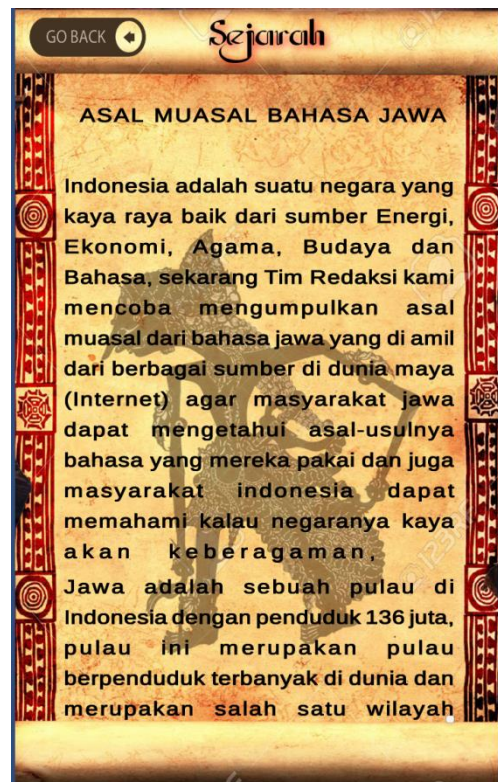 GO BACK
Sejarah
ASAL MUASAL BAHASA JAWA
Indonesia adalah suatu negara yang
kaya raya baik dari sumber Energi,
Ekonomi, Agama, Budaya dan
Bahasa, sekarang Tim Redaksi kami
mencoba mengumpulkan asal
muasal dari bahasa jawa yang di amil
dari berbagai sumber di dunia maya
(Internet) agar masyarakat jawa
dapat mengetahui asal-usulnya
bahasa yang mereka pakai dan juga
masyarakat indonesia dapat
memahami kalau negaranya kaya
akan keberagaman,
Jawa adalah sebuah pulau di
Indonesia dengan penduduk 136 juta,
pulau ini merupakan pulau
berpenduduk terbanyak di dunia dan
merupakan salah satu wilayah